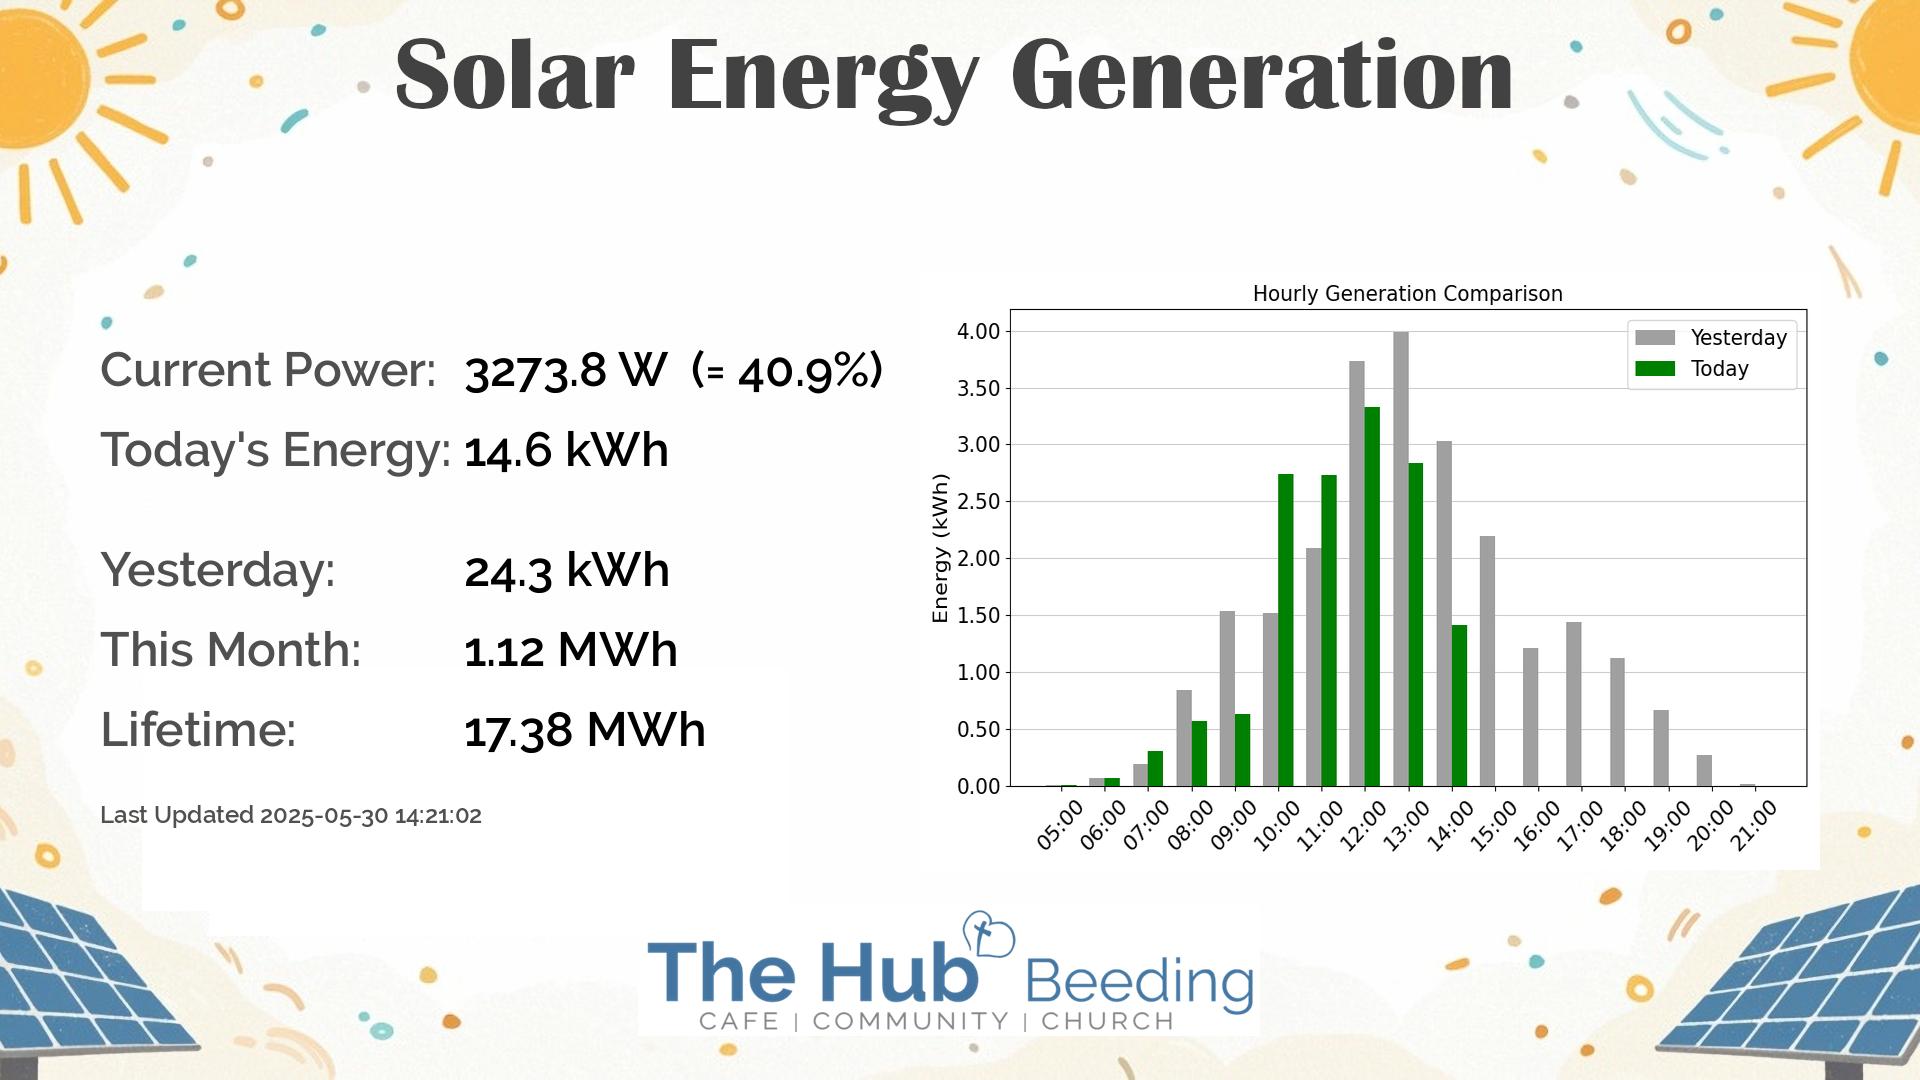 Solar Energy Generation
Current Power: 3273.8 W (= 40.9%)
Today's Energy: 14.6 kWh
Yesterday: 24.3 kWh
This Month: 1.12 MWh
Lifetime: 17.38 MWh
Last Updated 2025-05-30 14:21:02
Hourly Generation Comparison
Yesterday
Today
Energy (kWh)
4.00
3.50
3.00
2.50
2.00
1.50
1.00
0.50
0.00
05:00 06:00 07:00 08:00 09:00 10:00 11:00 12:00 13:00 14:00 15:00 16:00 17:00 18:00 19:00 20:00 21:00
The Hub Beeding
CAFE | COMMUNITY | CHURCH